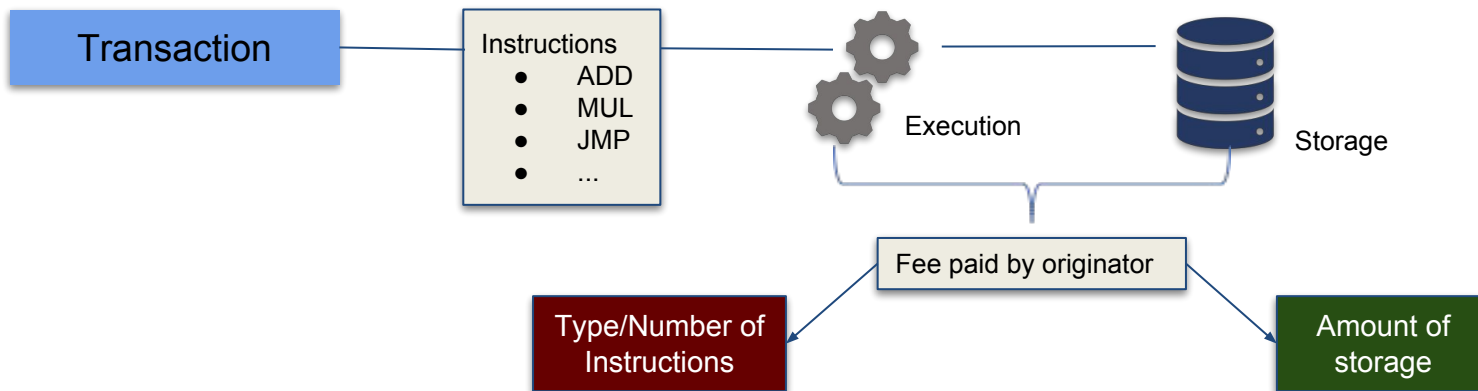 Transaction
Instructions
● ADD
● MUL
● JMP
● ...
Execution
Storage
Fee paid by originator
Type/Number of
Instructions
Amount of
storage